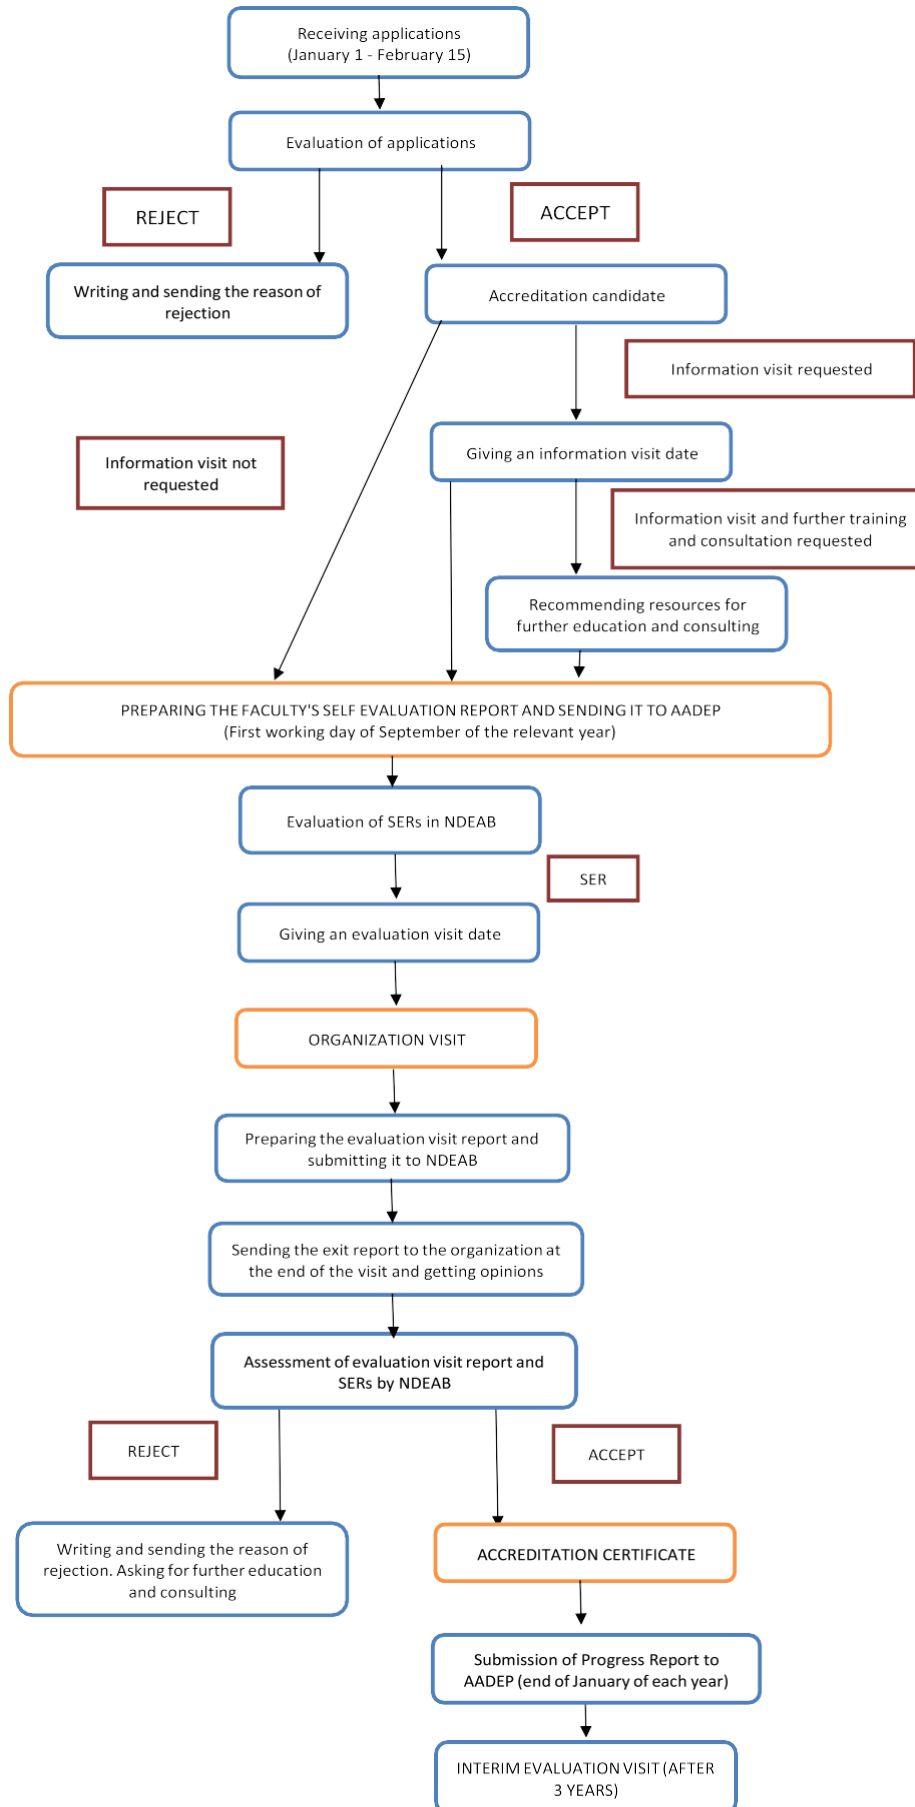 Receiving applications
(January 1 - February 15)
Evaluation of applications
REJECT
ACCEPT
Writing and sending the reason of
rejection
Accreditation candidate
Information visit requested
Information visit not
requested
Giving an information visit date
Information visit and further training
and consultation requested
Recommending resources for
further education and consulting
PREPARING THE FACULTY'S SELF EVALUATION REPORT AND SENDING IT TO AADEP
(First working day of September of the relevant year)
Evaluation of SERs in NDEAB
SER
Giving an evaluation visit date
ORGANIZATION VISIT
Preparing the evaluation visit report and
submitting it to NDEAB
Sending the exit report to the organization at
the end of the visit and getting opinions
Assessment of evaluation visit report and
SERs by NDEAB
REJECT
ACCEPT
Writing and sending the reason of
rejection. Asking for further education
and consulting
ACCREDITATION CERTIFICATE
Submission of Progress Report to
AADEP (end of January of each year)
INTERIM EVALUATION VISIT (AFTER
3 YEARS)